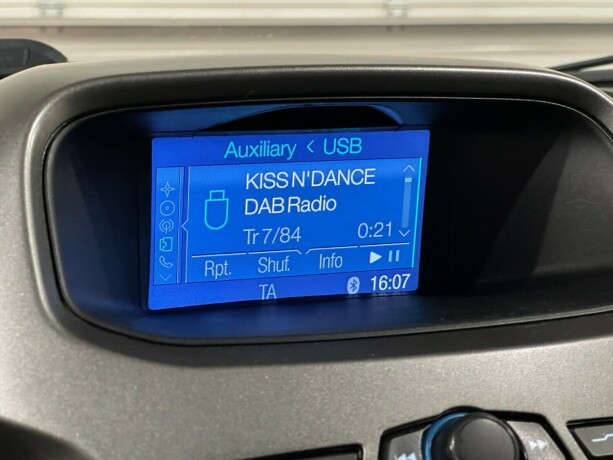 Auxiliary < USB
KISS N'DANCE
DAB Radio
Tr 7/84 0:21
Rpt. Shuf. Info
TA 16:07